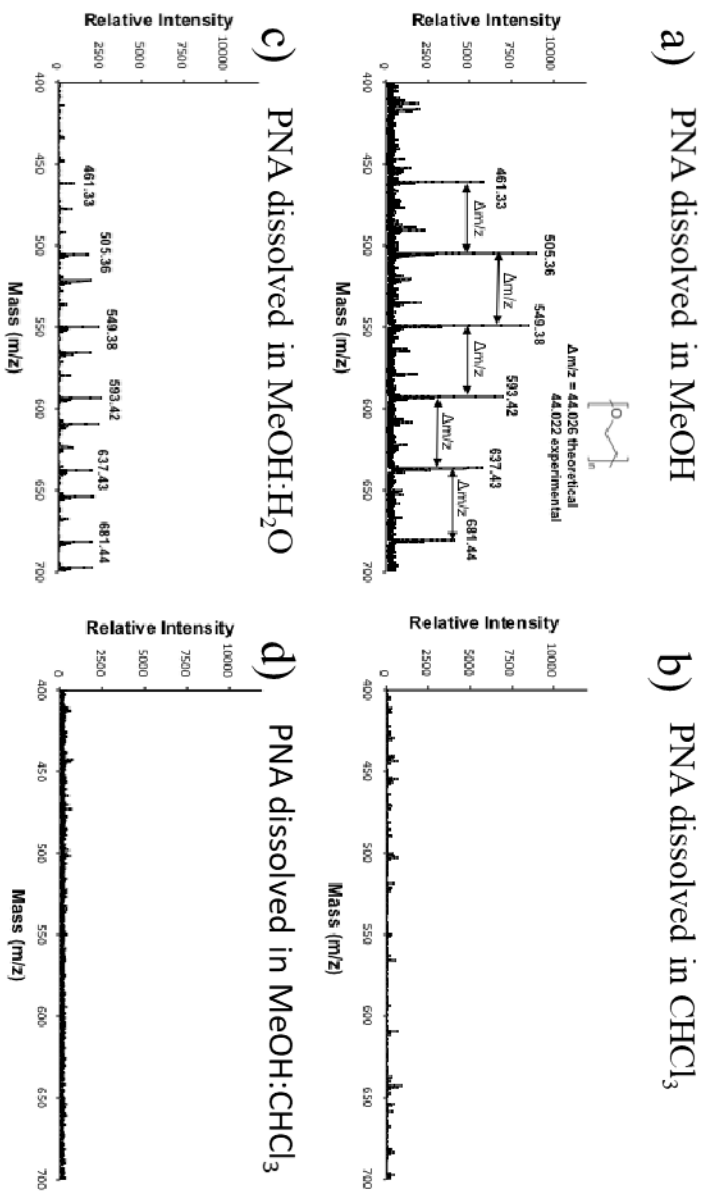 a) PNA dissolved in MeOH
Relative Intensity
10000
7500
5000
2500
0
461.33
505.36
549.38
593.42
637.43
681.44
Δm/z
Δm/z
Δm/z
Δm/z
Δm/z
O
n
Δm/z = 44.026 theoretical
44.022 experimental
400 450 500 550 600 650 700
Mass (m/z)
b) PNA dissolved in CHCl₃
Relative Intensity
10000
7500
5000
2500
0
400 450 500 550 600 650 700
Mass (m/z)
c) PNA dissolved in MeOH:H₂O
Relative Intensity
10000
7500
5000
2500
0
461.33
505.36
549.38
593.42
637.43
681.44
400 450 500 550 600 650 700
Mass (m/z)
d) PNA dissolved in MeOH:CHCl₃
Relative Intensity
10000
7500
5000
2500
0
400 450 500 550 600 650 700
Mass (m/z)